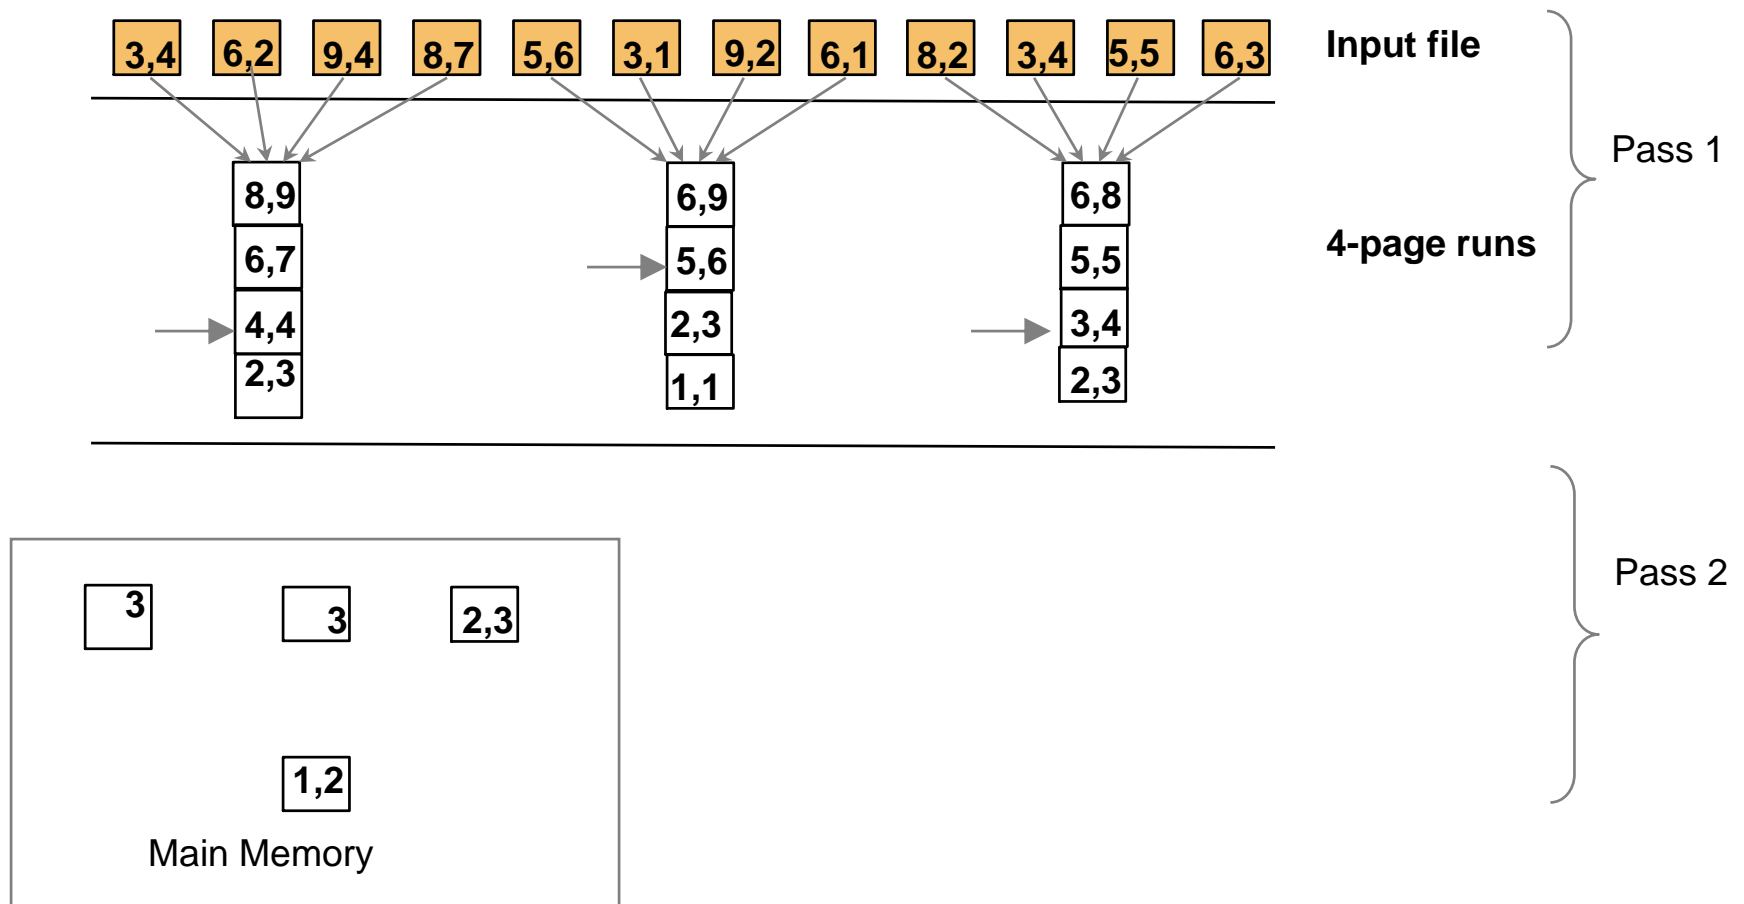 3,4 6,2 9,4 8,7 5,6 3,1 9,2 6,1 8,2 3,4 5,5 6,3 Input file
Pass 1
8,9 6,9 6,8
4-page runs
6,7 5,6 5,5
4,4 2,3 3,4
2,3 1,1 2,3
Pass 2
3 3 2,3
1,2
Main Memory